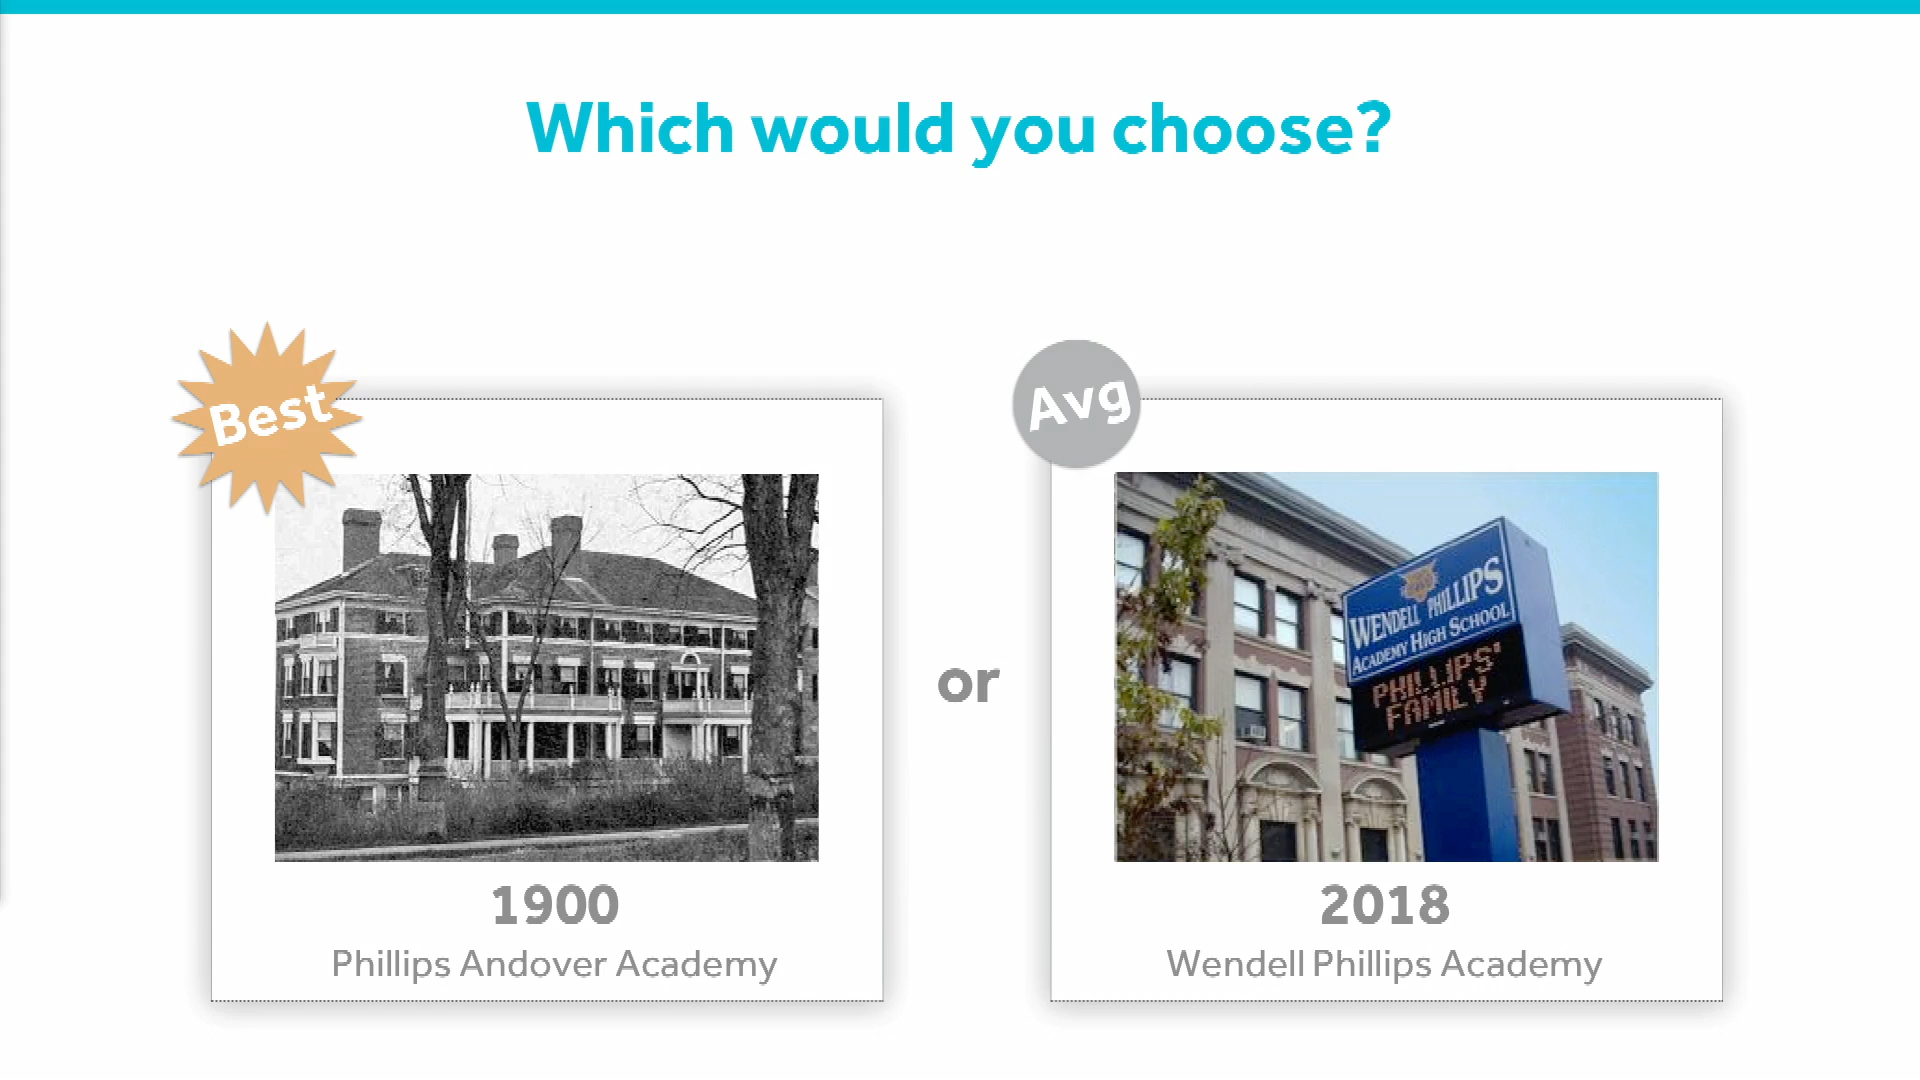 Which would you choose?
Best
1900
Phillips Andover Academy
or
Avg
WENDELL PHILLIPS
ACADEMY HIGH SCHOOL
PHILLIPS'
FAMILY
2018
Wendell Phillips Academy